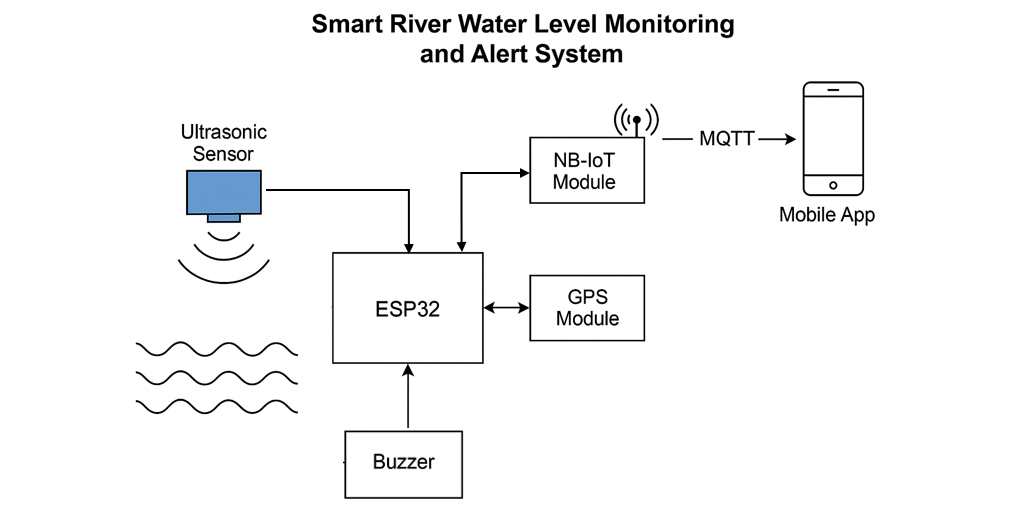 Smart River Water Level Monitoring
and Alert System
Ultrasonic
Sensor
NB-IoT
Module
MQTT
Mobile App
ESP32
GPS
Module
Buzzer